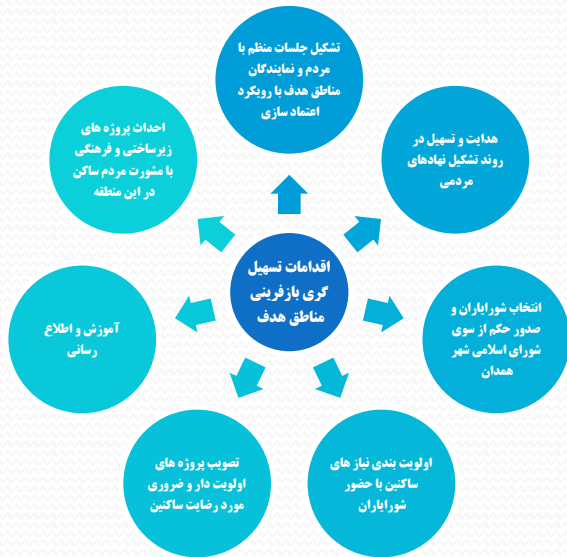 تشکیل جلسات منظم با
مردم و نمایندگان
مناطق هدف با رویکرد
اعتماد سازی
هدایت و تسهیل در
روند تشکیل نهادهای
مردمی
انتخاب شورایاران و
صدور حکم از سوی
شورای اسلامی شهر
همدان
اولویت بندی نیاز های
ساکنین با حضور
شورایاران
تصویب پروژه های
اولویت دار و ضروری
مورد رضایت ساکنین
آموزش و اطلاع
رسانی
احداث پروژه های
زیرساختی و فرهنگی
با مشورت مردم ساکن
در این منطقه
اقدامات تسهیل
گری بازفرینی
مناطق هدف